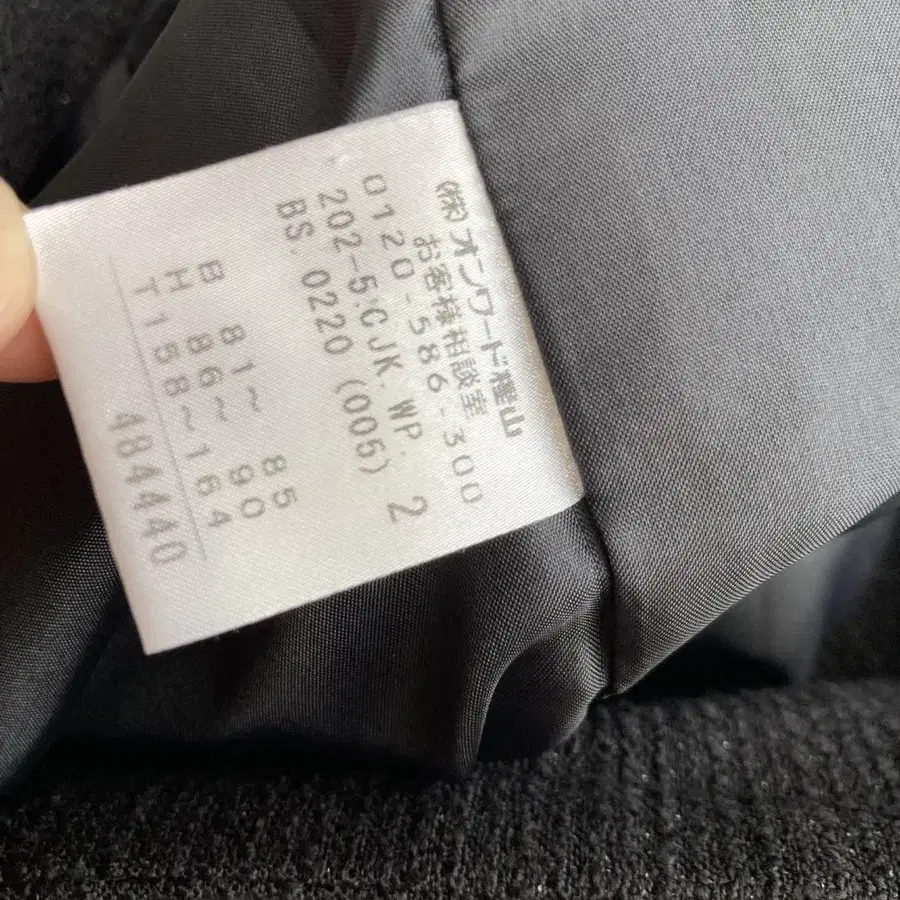 ㈱オンワード樫山
お客様相談室
0120-586-300
202-5:CJK. WP. 2
BS. 0220 (005)
B 81~ 85
H 86~ 90
T 158~164
484440